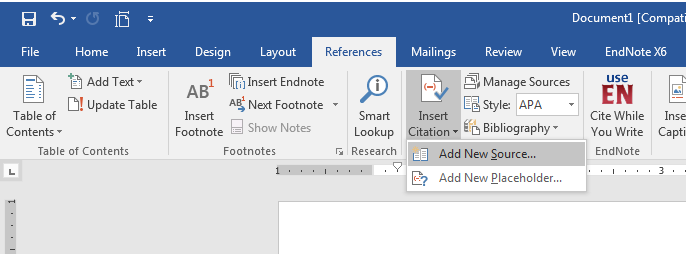 Document1 [Compati
File Home Insert Design Layout References Mailings Review View EndNote X6
Table of Contents
Add Text
Update Table
Table of Contents
AB1
Insert Footnote
Insert Endnote
AB1 Next Footnote
Show Notes
Footnotes
Smart Lookup
Research
Insert Citation
Manage Sources
Style: APA
Bibliography
Add New Source...
Add New Placeholder...
use
EN
Cite While You Write
EndNote
Inse
Capti
1 3
1